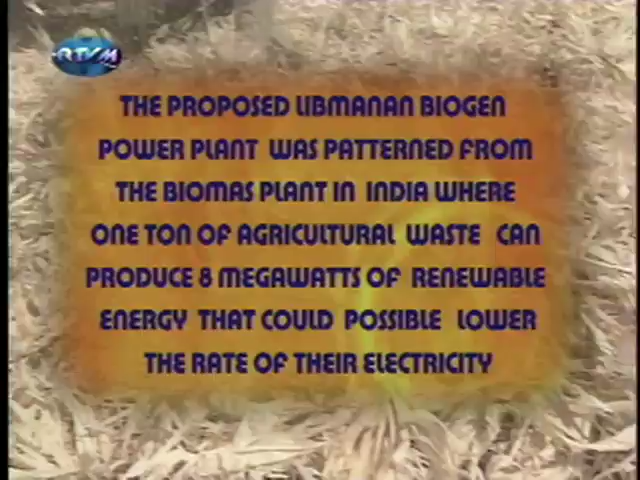 RTVM
THE PROPOSED LIBMANAN BIOGEN
POWER PLANT WAS PATTERNED FROM
THE BIOMAS PLANT IN INDIA WHERE
ONE TON OF AGRICULTURAL WASTE CAN
PRODUCE 8 MEGAWATTS OF RENEWABLE
ENERGY THAT COULD POSSIBLE LOWER
THE RATE OF THEIR ELECTRICITY